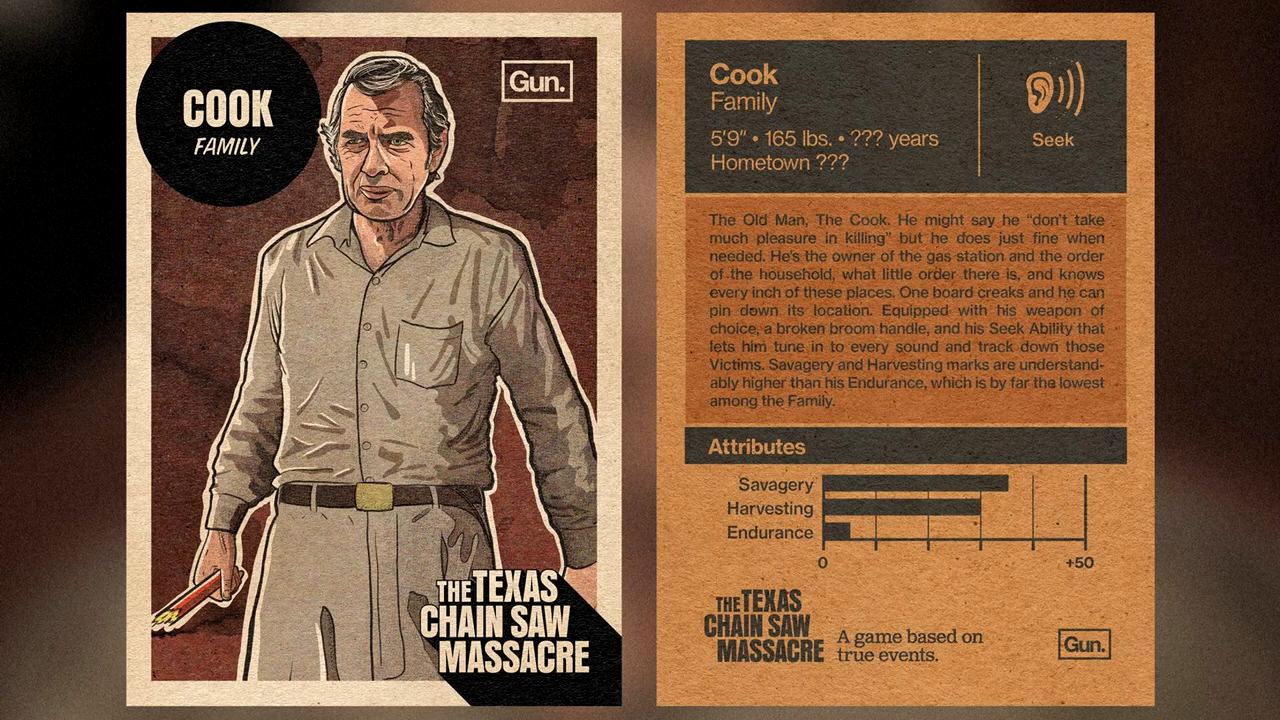 COOK
FAMILY
Gun.
THE TEXAS
CHAIN SAW
MASSACRE
Cook
Family
5'9" • 165 lbs. • ??? years
Hometown ???
Seek
The Old Man, The Cook. He might say he “don’t take
much pleasure in killing” but he does just fine when
needed. He’s the owner of the gas station and the order
of the household, what little order there is, and knows
every inch of these places. One board creaks and he can
pin down its location. Equipped with his weapon of
choice, a broken broom handle, and his Seek Ability that
lets him tune in to every sound and track down those
Victims. Savagery and Harvesting marks are understand-
ably higher than his Endurance, which is by far the lowest
among the Family.
Attributes
Savagery
Harvesting
Endurance
0
+50
THE TEXAS
CHAIN SAW
MASSACRE
A game based on
true events.
Gun.